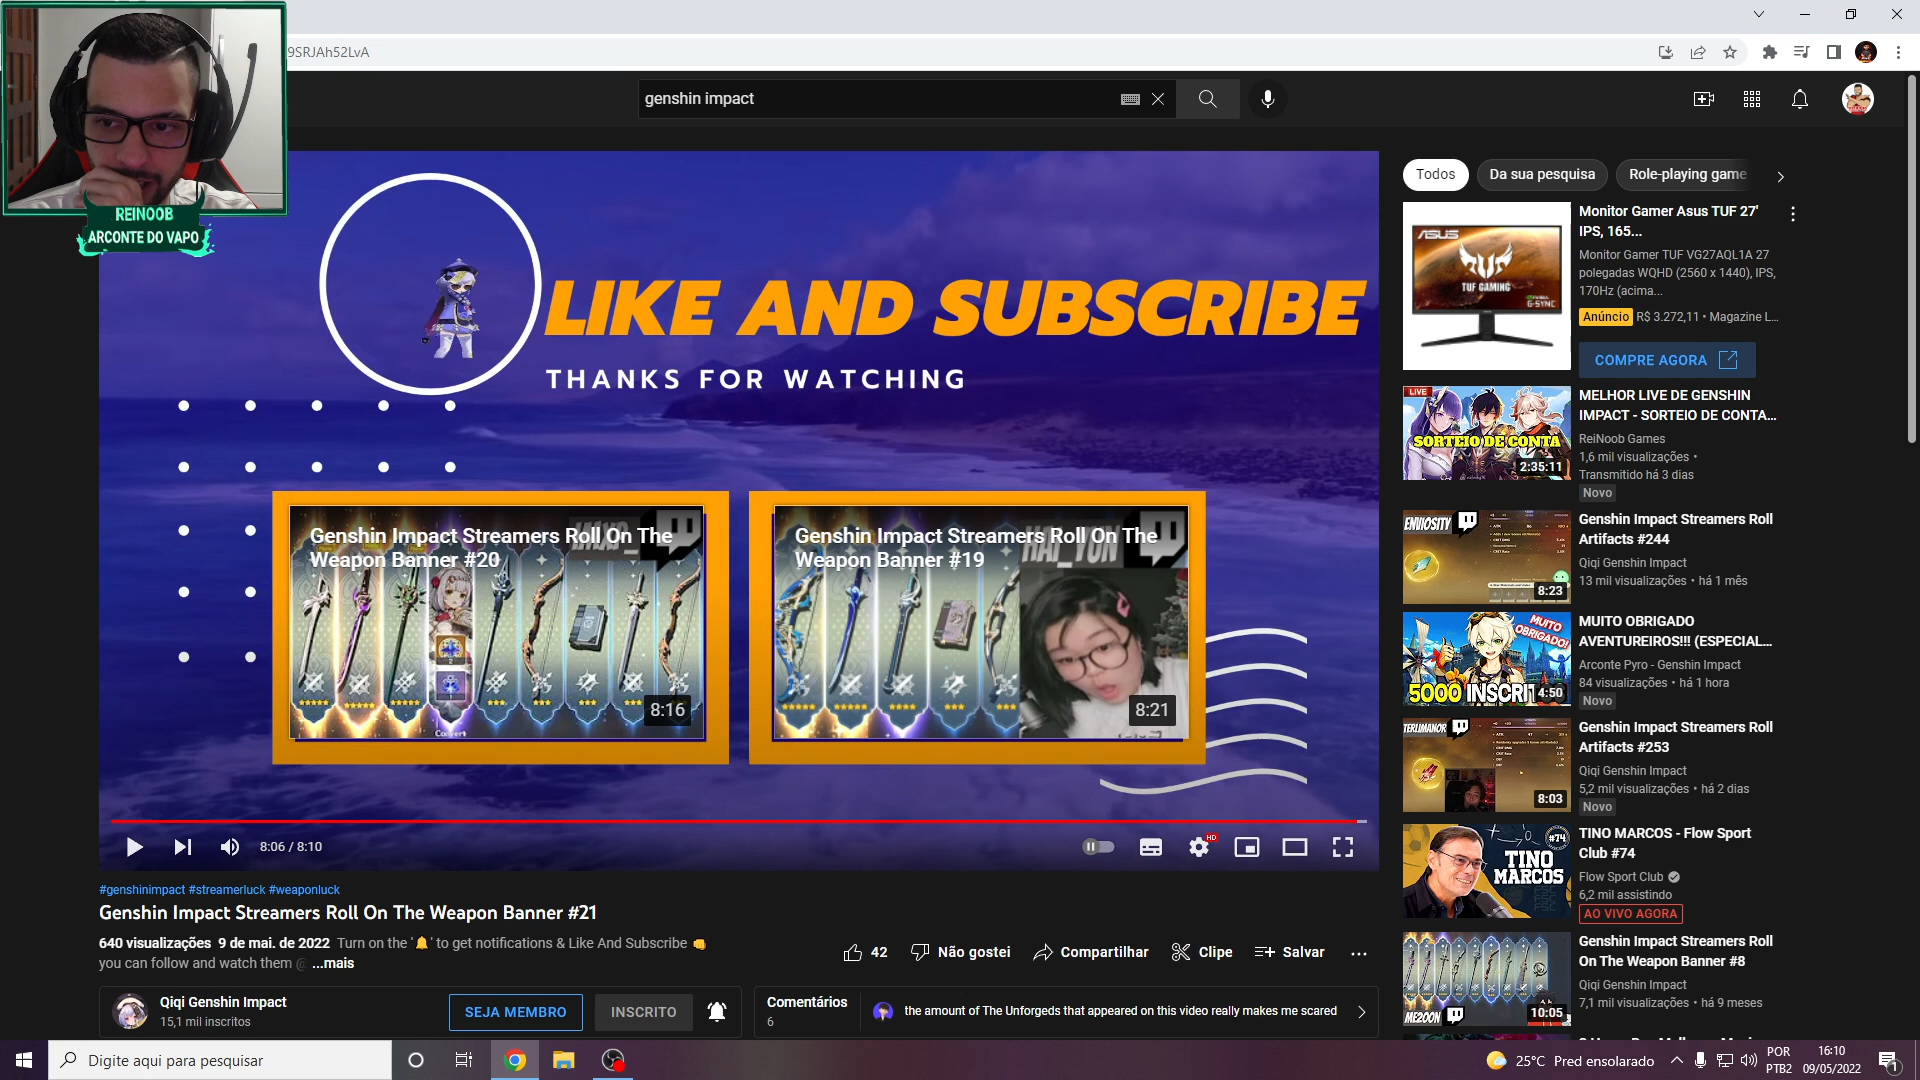 9SRJAh52LvA
genshin impact
REINOOB
ARCONTE DO VAPO
LIKE AND SUBSCRIBE
THANKS FOR WATCHING
Genshin Impact Streamers Roll On The
Weapon Banner #20
8:16
Convert
Genshin Impact Streamers Roll On The
Weapon Banner #19
HAI_YUN
8:21
8:06 / 8:10
HD
#genshinimpact #streamerluck #weaponluck
Genshin Impact Streamers Roll On The Weapon Banner #21
640 visualizações 9 de mai. de 2022 Turn on the '🔔' to get notifications & Like And Subscribe 👊
you can follow and watch them @ ...mais
42
Não gostei
Compartilhar
Clipe
Salvar
Qiqi Genshin Impact
15,1 mil inscritos
SEJA MEMBRO
INSCRITO
Comentários
6
the amount of The Unforgeds that appeared on this video really makes me scared
Todos
Da sua pesquisa
Role-playing game
ASUS
TUF GAMING
G-SYNC
Monitor Gamer Asus TUF 27'
IPS, 165...
Monitor Gamer TUF VG27AQL1A 27
polegadas WQHD (2560 x 1440), IPS,
170Hz (acima...
Anúncio R$ 3.272,11 • Magazine L...
COMPRE AGORA
LIVE
SORTEIO DE CONTA
2:35:11
MELHOR LIVE DE GENSHIN
IMPACT - SORTEIO DE CONTA...
ReiNoob Games
1,6 mil visualizações •
Transmitido há 3 dias
Novo
ENVIOSITY
8:23
Genshin Impact Streamers Roll
Artifacts #244
Qiqi Genshin Impact
13 mil visualizações • há 1 mês
MUITO
OBRIGADO!
5000 INSCRIT
4:50
MUITO OBRIGADO
AVENTUREIROS!!! (ESPECIAL...
Arconte Pyro - Genshin Impact
84 visualizações • há 1 hora
Novo
TERLIMANOR
8:03
Genshin Impact Streamers Roll
Artifacts #253
Qiqi Genshin Impact
5,2 mil visualizações • há 2 dias
Novo
#74
TINO
MARCOS
TINO MARCOS - Flow Sport
Club #74
Flow Sport Club
6,2 mil assistindo
AO VIVO AGORA
ME200N
10:05
Genshin Impact Streamers Roll
On The Weapon Banner #8
Qiqi Genshin Impact
7,1 mil visualizações • há 9 meses
Digite aqui para pesquisar
25°C Pred ensolarado
POR
PTB2
16:10
09/05/2022
1